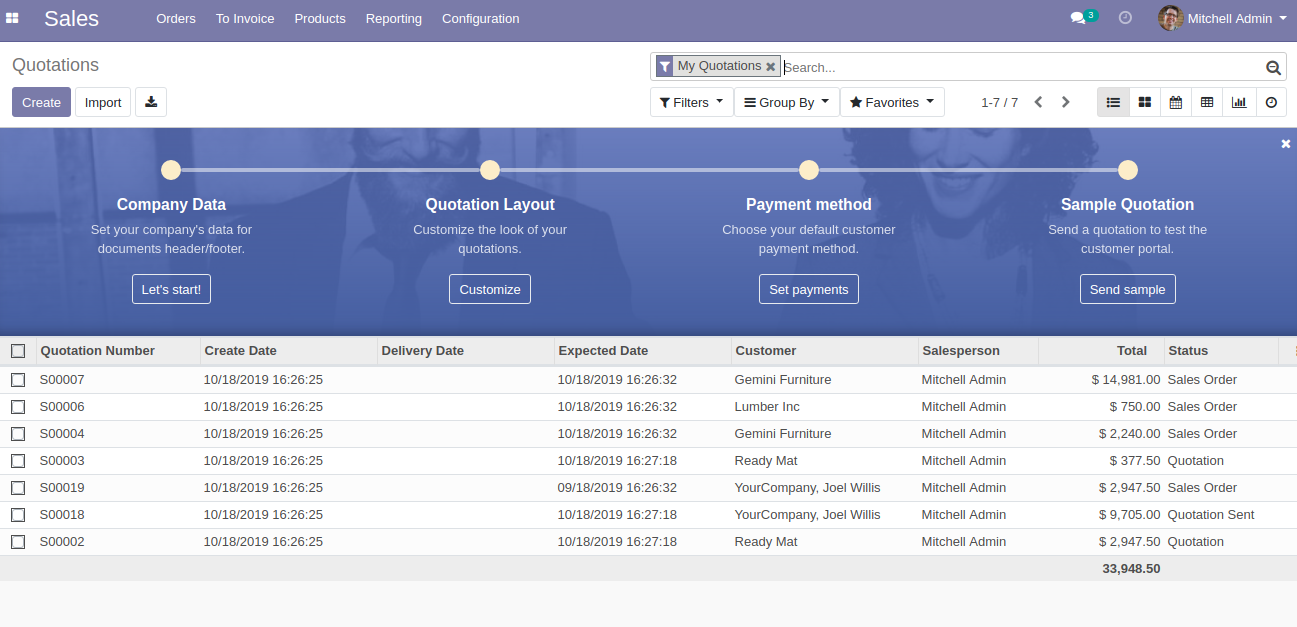 Sales Orders To Invoice Products Reporting Configuration 3 Mitchell Admin
Quotations
My Quotations Search...
Create Import Filters Group By Favorites 1-7 / 7
Company Data Quotation Layout Payment method Sample Quotation
Set your company's data for Customize the look of your Choose your default customer Send a quotation to test the
documents header/footer. quotations. payment method. customer portal.
Let's start! Customize Set payments Send sample
Quotation Number Create Date Delivery Date Expected Date Customer Salesperson Total Status
S00007 10/18/2019 16:26:25 10/18/2019 16:26:32 Gemini Furniture Mitchell Admin $ 14,981.00 Sales Order
S00006 10/18/2019 16:26:25 10/18/2019 16:26:32 Lumber Inc Mitchell Admin $ 750.00 Sales Order
S00004 10/18/2019 16:26:25 10/18/2019 16:26:32 Gemini Furniture Mitchell Admin $ 2,240.00 Sales Order
S00003 10/18/2019 16:26:25 10/18/2019 16:27:18 Ready Mat Mitchell Admin $ 377.50 Quotation
S00019 10/18/2019 16:26:25 09/18/2019 16:26:32 YourCompany, Joel Willis Mitchell Admin $ 2,947.50 Sales Order
S00018 10/18/2019 16:26:25 10/18/2019 16:27:18 YourCompany, Joel Willis Mitchell Admin $ 9,705.00 Quotation Sent
S00002 10/18/2019 16:26:25 10/18/2019 16:27:18 Ready Mat Mitchell Admin $ 2,947.50 Quotation
33,948.50